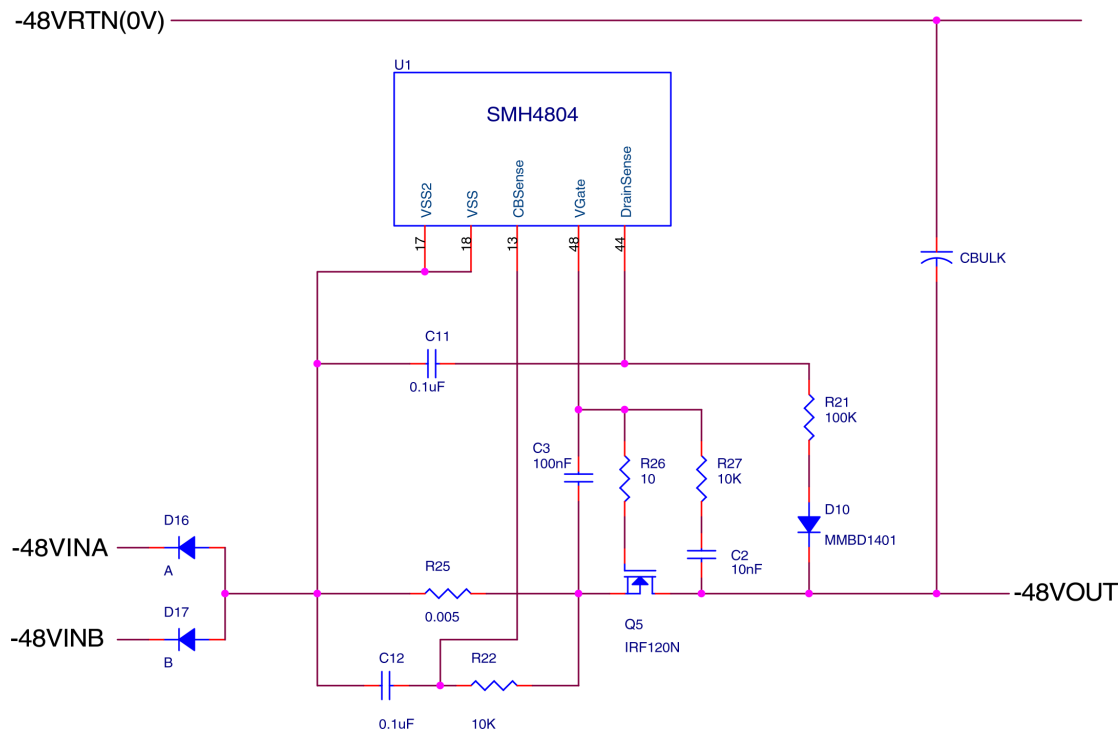 -48VRTN(0V)
U1
SMH4804
VSS2
VSS
CBSense
VGate
DrainSense
17
18
13
48
44
CBULK
C11
0.1uF
R21
100K
C3
100nF
R26
10
R27
10K
D10
MMBD1401
D16
-48VINA
A
C2
10nF
R25
0.005
-48VOUT
D17
-48VINB
B
Q5
IRF120N
C12
R22
0.1uF
10K